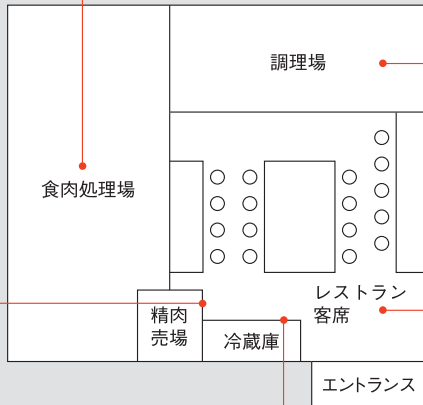 調理場
食肉処理場
レストラン
客席
精肉
売場
冷蔵庫
エントランス